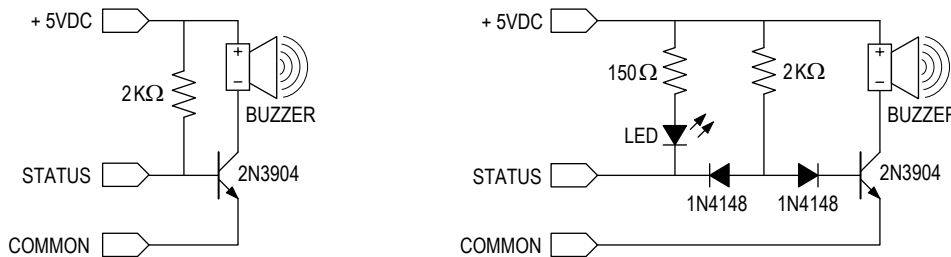 + 5VDC
2KΩ
BUZZER
STATUS
2N3904
COMMON
+ 5VDC
150Ω
2KΩ
BUZZER
LED
STATUS
2N3904
1N4148
1N4148
COMMON